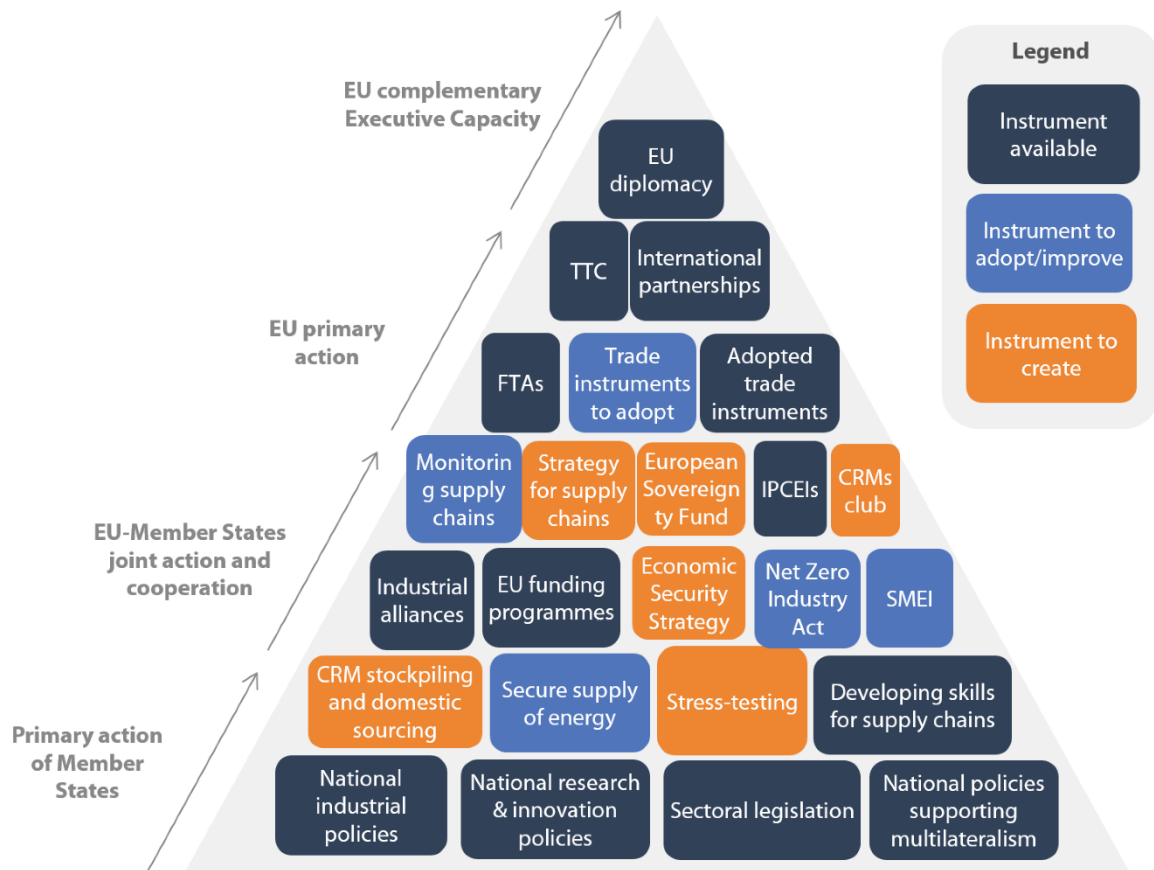 Legend
Instrument
available
Instrument to
adopt/improve
Instrument to
create
EU complementary
Executive Capacity
EU
diplomacy
TTC
International
partnerships
EU primary
action
FTAs
Trade
instruments
to adopt
Adopted
trade
instruments
EU-Member States
joint action and
cooperation
Monitorin
g supply
chains
Strategy
for supply
chains
European
Sovereign
ty Fund
IPCEIs
CRMs
club
Industrial
alliances
EU funding
programmes
Economic
Security
Strategy
Net Zero
Industry
Act
SMEI
Primary action
of Member
States
CRM stockpiling
and domestic
sourcing
Secure supply
of energy
Stress-testing
Developing skills
for supply chains
National
industrial
policies
National research
& innovation
policies
Sectoral legislation
National policies
supporting
multilateralism